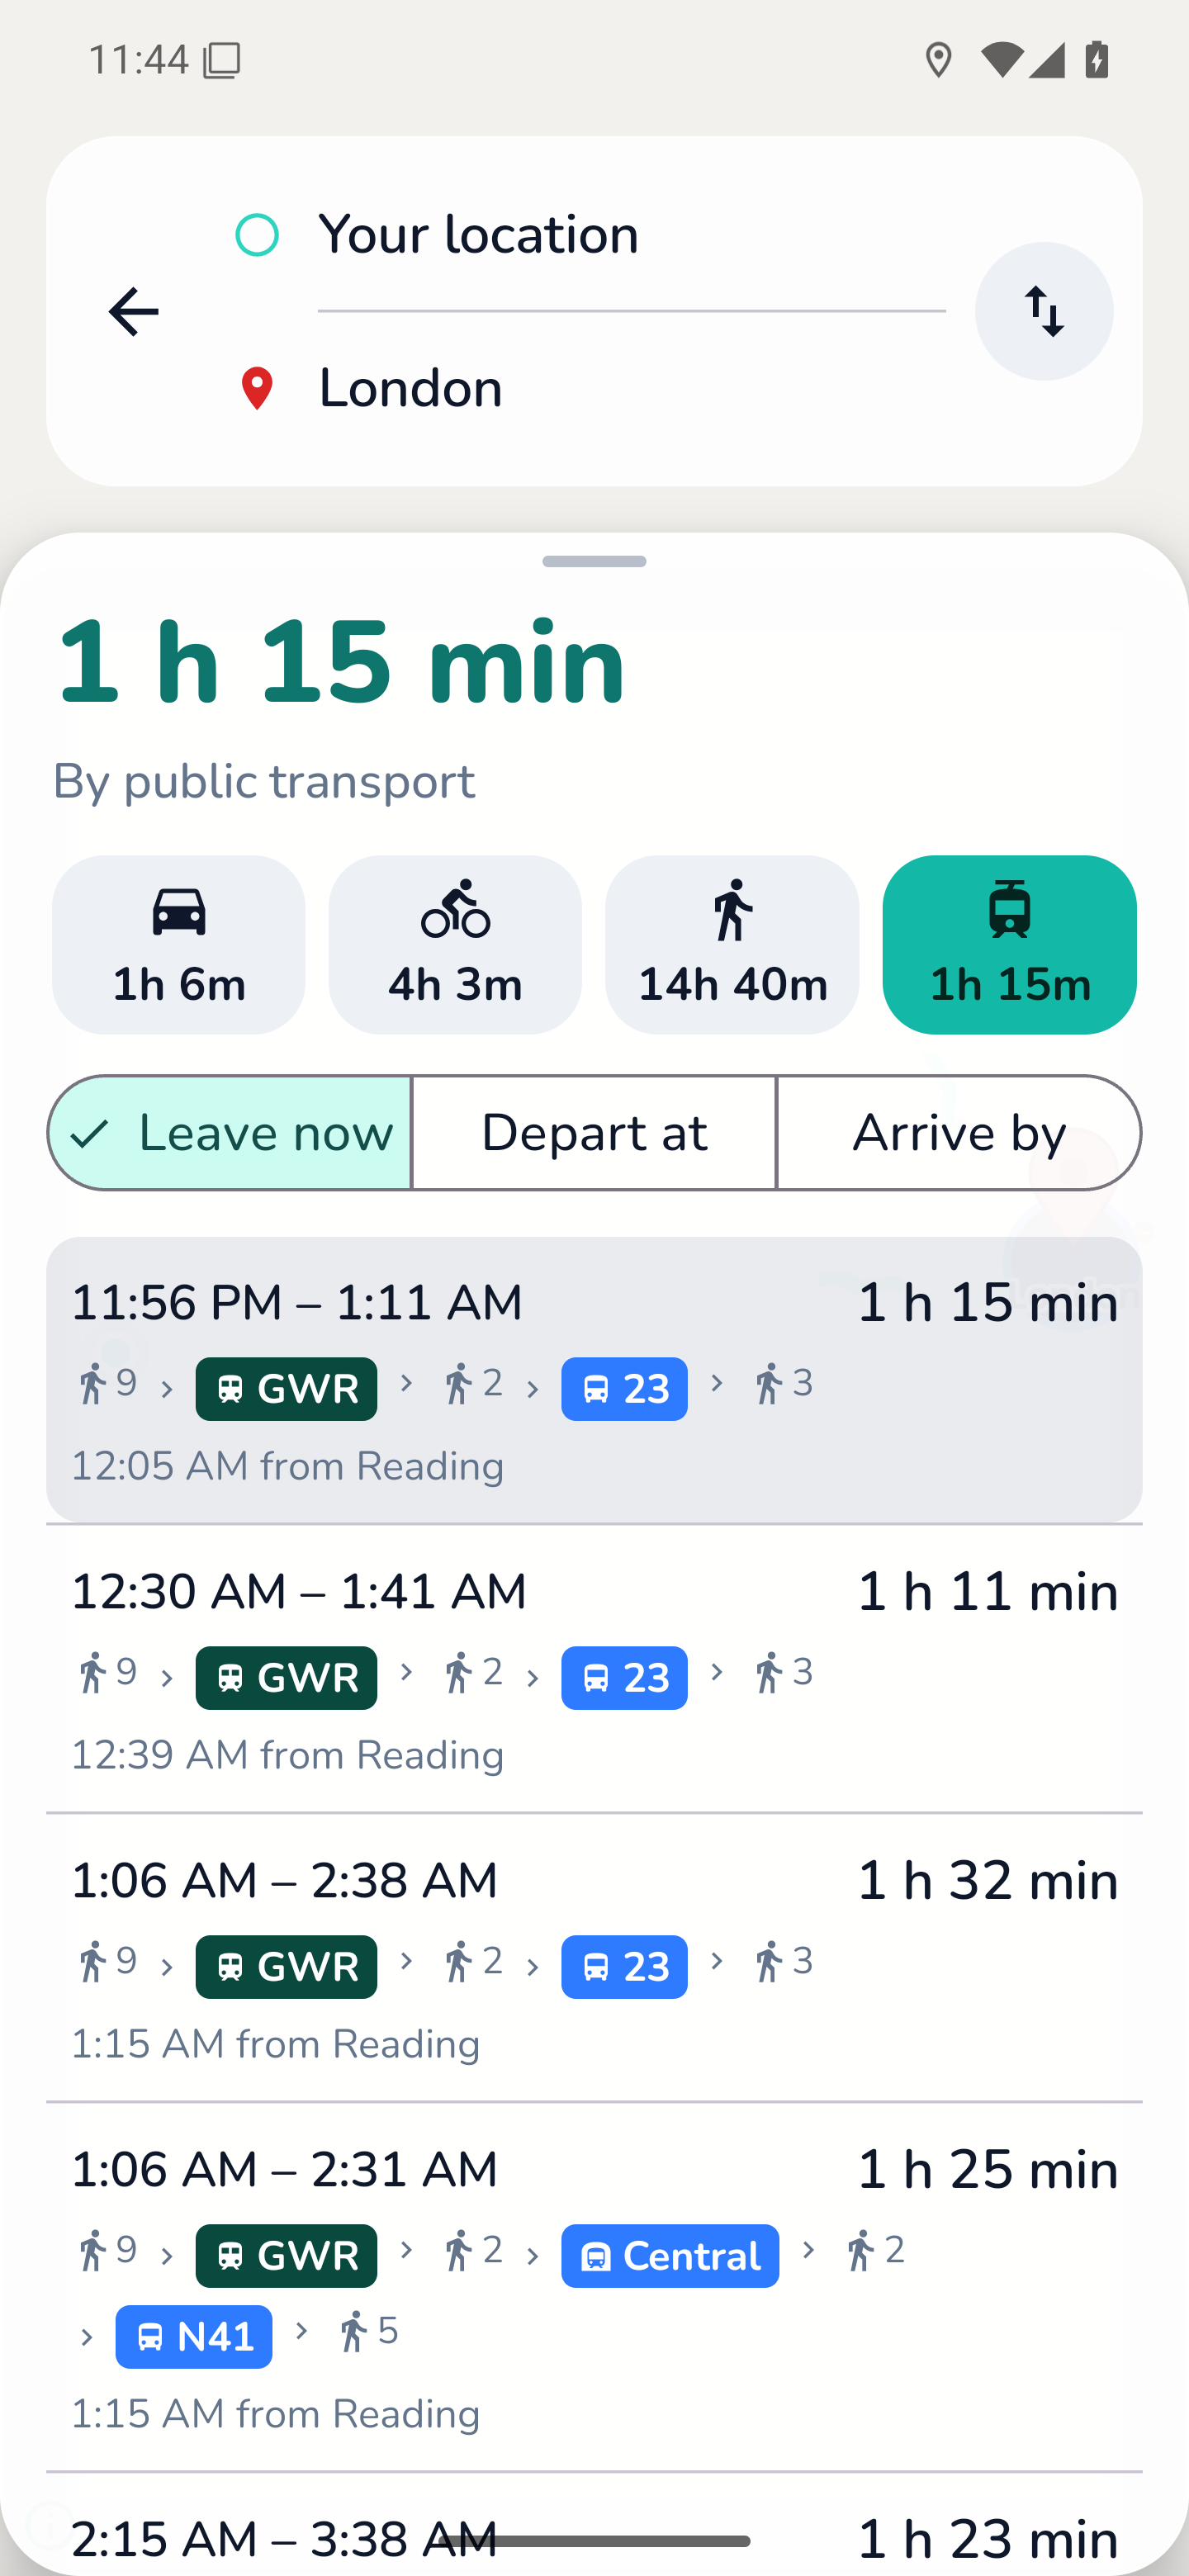 11:44
Your location
London
1 h 15 min
By public transport
1h 6m 4h 3m 14h 40m 1h 15m
Leave now Depart at Arrive by
11:56 PM – 1:11 AM 1 h 15 min
9 › GWR › 2 › 23 › 3
12:05 AM from Reading
12:30 AM – 1:41 AM 1 h 11 min
9 › GWR › 2 › 23 › 3
12:39 AM from Reading
1:06 AM – 2:38 AM 1 h 32 min
9 › GWR › 2 › 23 › 3
1:15 AM from Reading
1:06 AM – 2:31 AM 1 h 25 min
9 › GWR › 2 › Central › 2
› N41 › 5
1:15 AM from Reading
2:15 AM – 3:38 AM 1 h 23 min